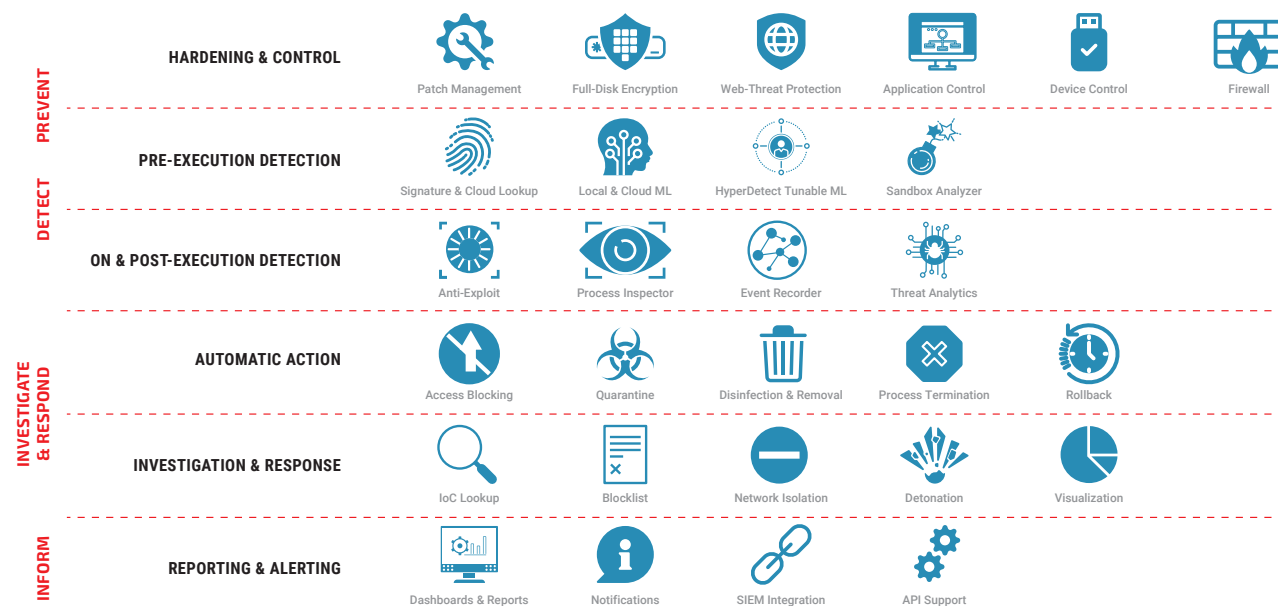 PREVENT
HARDENING & CONTROL
Patch Management
Full-Disk Encryption
Web-Threat Protection
Application Control
Device Control
Firewall
PRE-EXECUTION DETECTION
Signature & Cloud Lookup
Local & Cloud ML
HyperDetect Tunable ML
Sandbox Analyzer
DETECT
ON & POST-EXECUTION DETECTION
Anti-Exploit
Process Inspector
Event Recorder
Threat Analytics
INVESTIGATE
& RESPOND
AUTOMATIC ACTION
Access Blocking
Quarantine
Disinfection & Removal
Process Termination
Rollback
INVESTIGATION & RESPONSE
IoC Lookup
Blocklist
Network Isolation
Detonation
Visualization
INFORM
REPORTING & ALERTING
Dashboards & Reports
Notifications
SIEM Integration
API Support